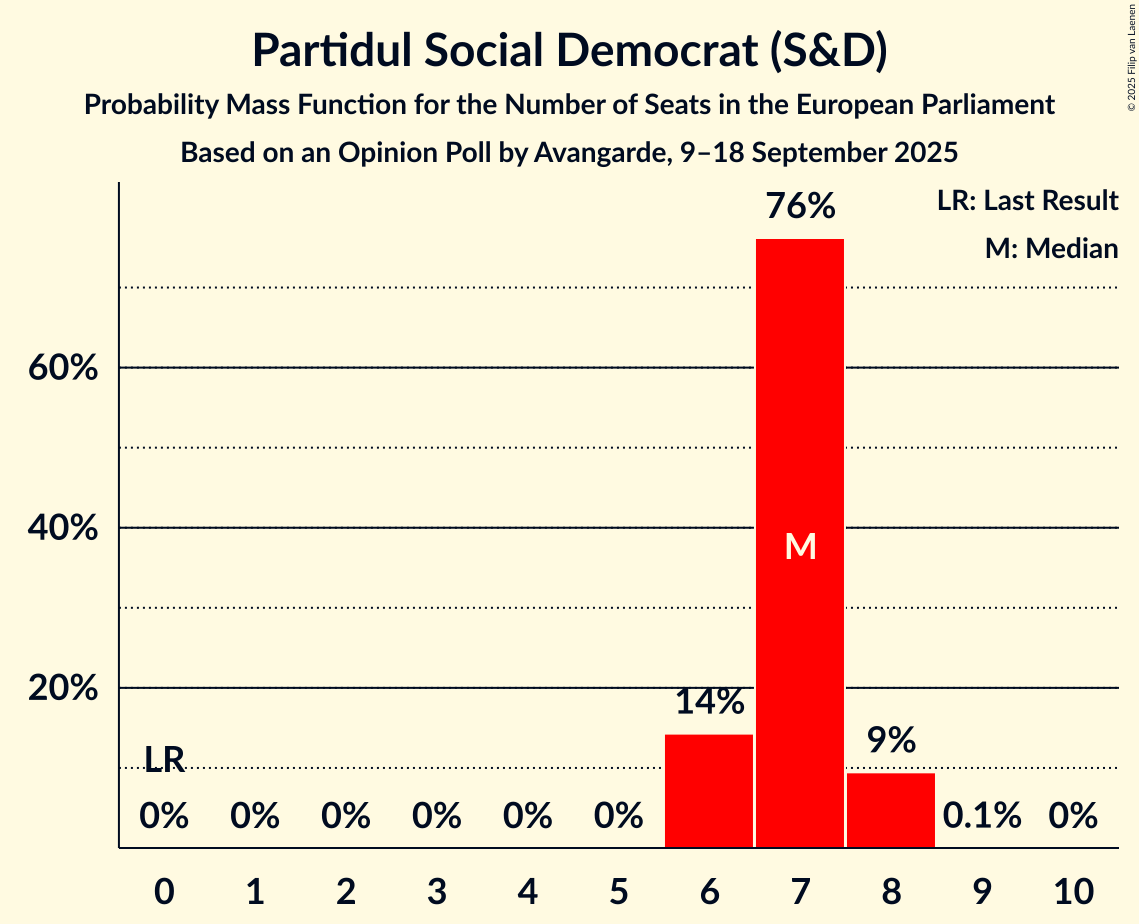 Partidul Social Democrat (S&D)
Probability Mass Function for the Number of Seats in the European Parliament
Based on an Opinion Poll by Avangarde, 9–18 September 2025
© 2025 Filip van Laenen
LR: Last Result
M: Median
76%
60%
40%
M
20%
14%
9%
LR
0% 0% 0% 0% 0% 0% 0.1% 0%
0 1 2 3 4 5 6 7 8 9 10